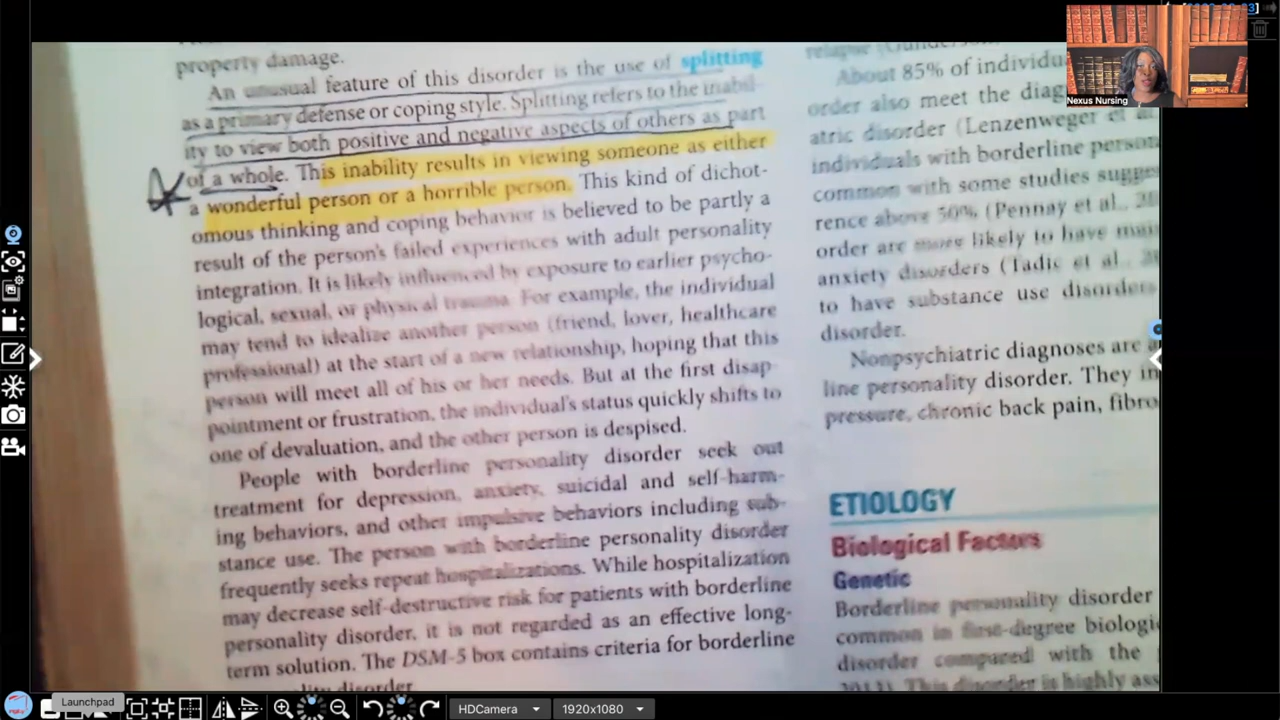 property damage.
An unusual feature of this disorder is the use of splitting
as a primary defense or coping style. Splitting refers to the inabil-
ity to view both positive and negative aspects of others as part
of a whole. This inability results in viewing someone as either
a wonderful person or a horrible person. This kind of dichot-
omous thinking and coping behavior is believed to be partly a
result of the person's failed experiences with adult personality
integration. It is likely influenced by exposure to earlier psycho-
logical, sexual, or physical trauma. For example, the individual
may tend to idealize another person (friend, lover, healthcare
professional) at the start of a new relationship, hoping that this
person will meet all of his or her needs. But at the first disap-
pointment or frustration, the individual's status quickly shifts to
one of devaluation, and the other person is despised.
People with borderline personality disorder seek out
treatment for depression, anxiety, suicidal and self-harm-
ing behaviors, and other impulsive behaviors including sub-
stance use. The person with borderline personality disorder
frequently seeks repeat hospitalizations. While hospitalization
may decrease self-destructive risk for patients with borderline
personality disorder, it is not regarded as an effective long-
term solution. The DSM-5 box contains criteria for borderline
disorder
relapse
About 85% of individu
order also meet the diag
atric disorder (Lenzenweger et al
individuals with borderline person
common with some studies sugge
rence above 50% (Pennay et al., 
order are more likely to have
anxiety disorders (Tadic et al.,
to have substance use disorders
disorder.
Nonpsychiatric diagnoses are
line personality disorder. They in
pressure, chronic back pain, fibro
ETIOLOGY
Biological Factors
Genetic
Borderline personality disorder
common in first-degree biologi
disorder compared with the
This disorder is highly ass
Nexus Nursing
Launchpad
HDCamera
1920x1080